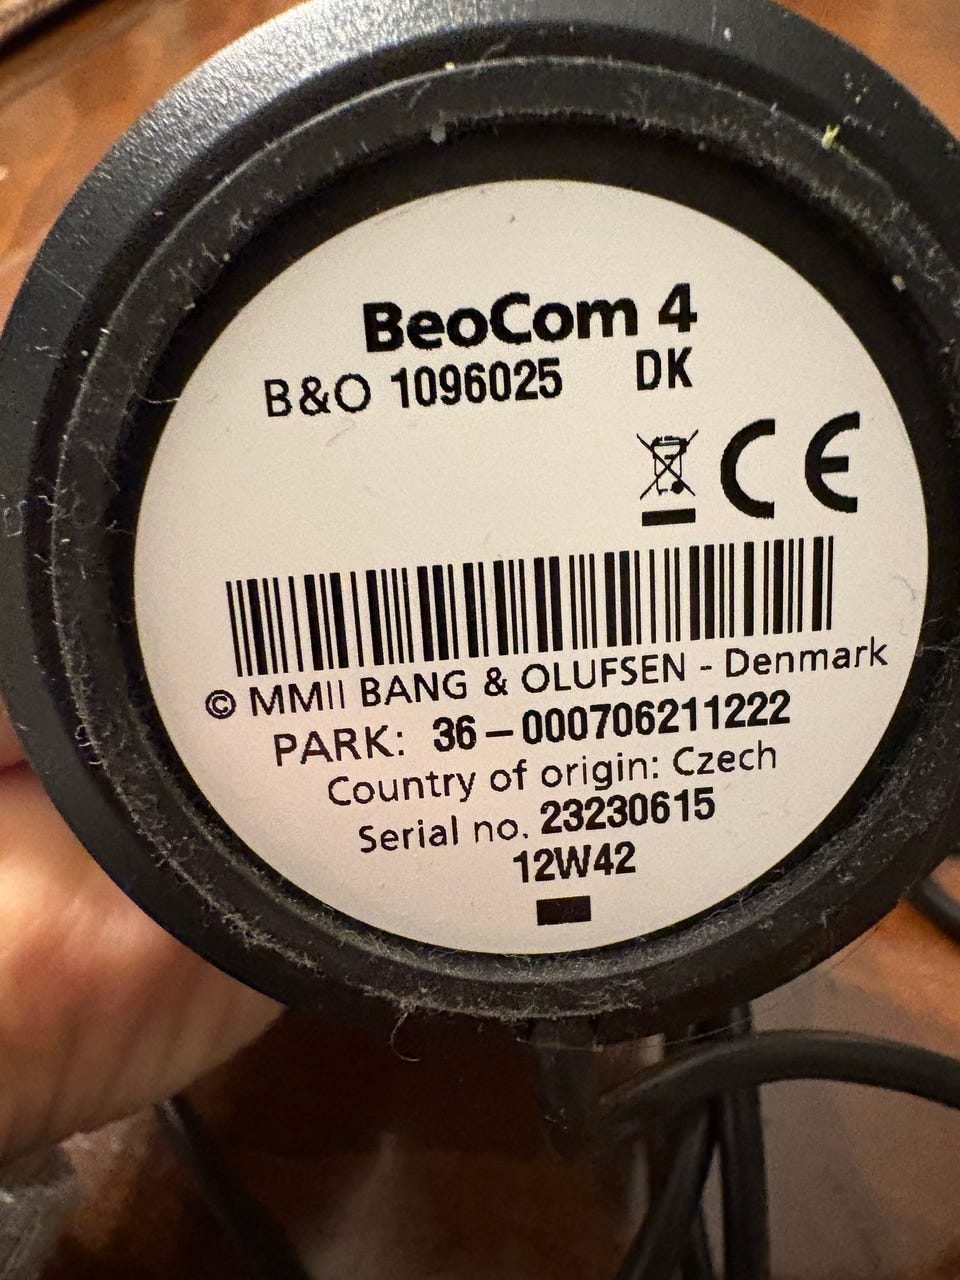 BeoCom 4
B&O 1096025 DK
CE
© MMII BANG & OLUFSEN - Denmark
PARK: 36-000706211222
Country of origin: Czech
Serial no. 23230615
12W42